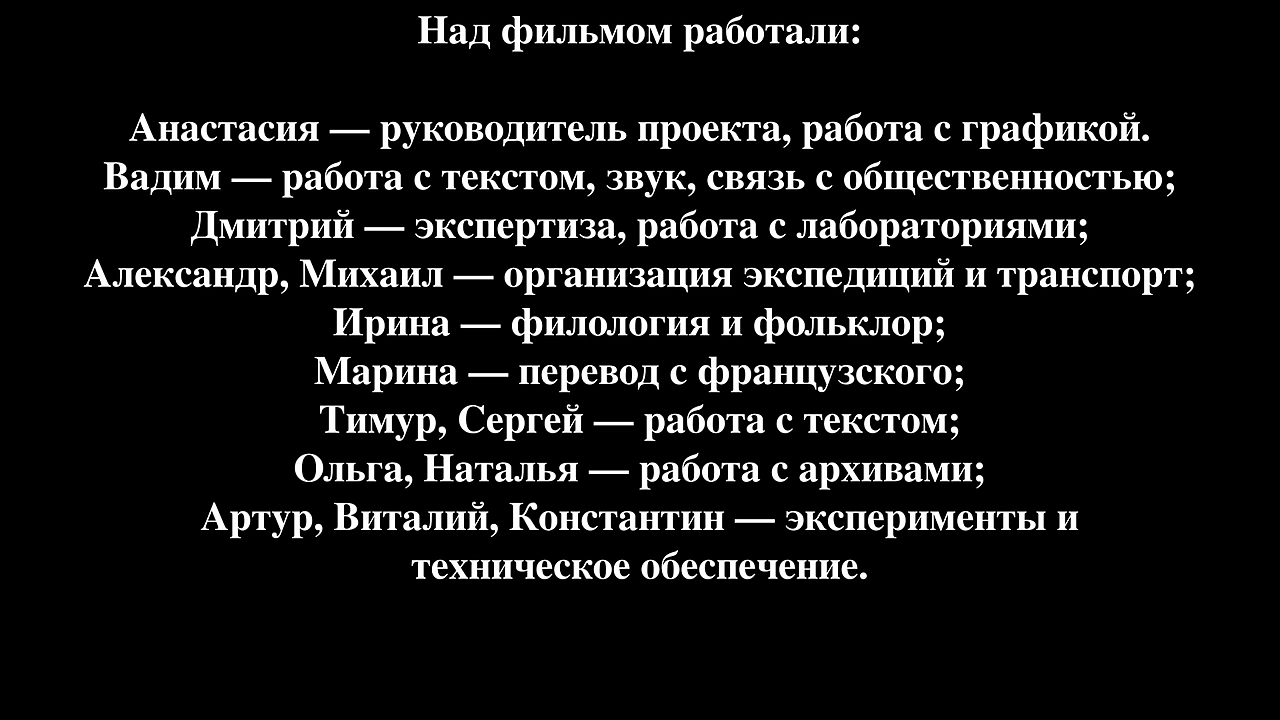 Над фильмом работали:
Анастасия — руководитель проекта, работа с графикой.
Вадим — работа с текстом, звук, связь с общественностью;
Дмитрий — экспертиза, работа с лабораториями;
Александр, Михаил — организация экспедиций и транспорт;
Ирина — филология и фольклор;
Марина — перевод с французского;
Тимур, Сергей — работа с текстом;
Ольга, Наталья — работа с архивами;
Артур, Виталий, Константин — эксперименты и
техническое обеспечение.